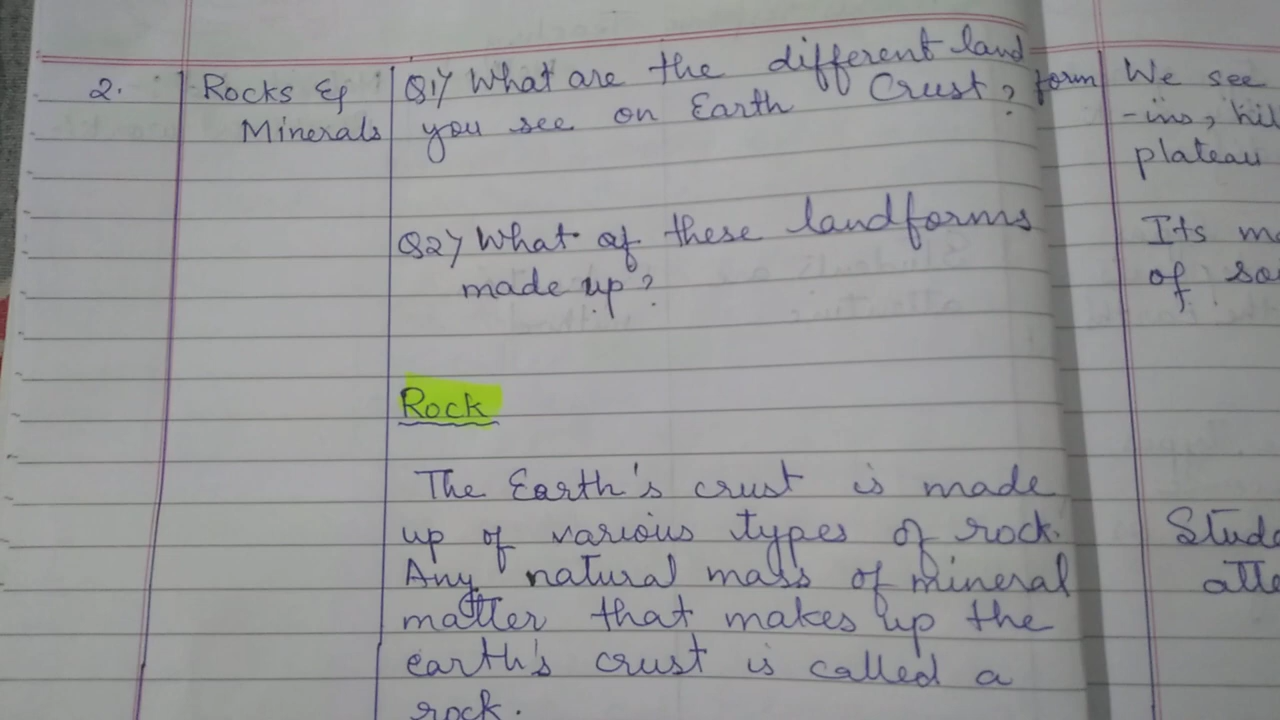 2.
Rocks &
Minerals
Q1) What are the different land form
you see on Earth Crust?
Q2) What of these landforms
made up?
Rock
The Earth's crust is made
up of various types of rock.
Any natural mass of mineral
matter that makes up the
earth's crust is called a
rock.
We see
-ins, hil
plateau
Its ma
of so
Stude
atte